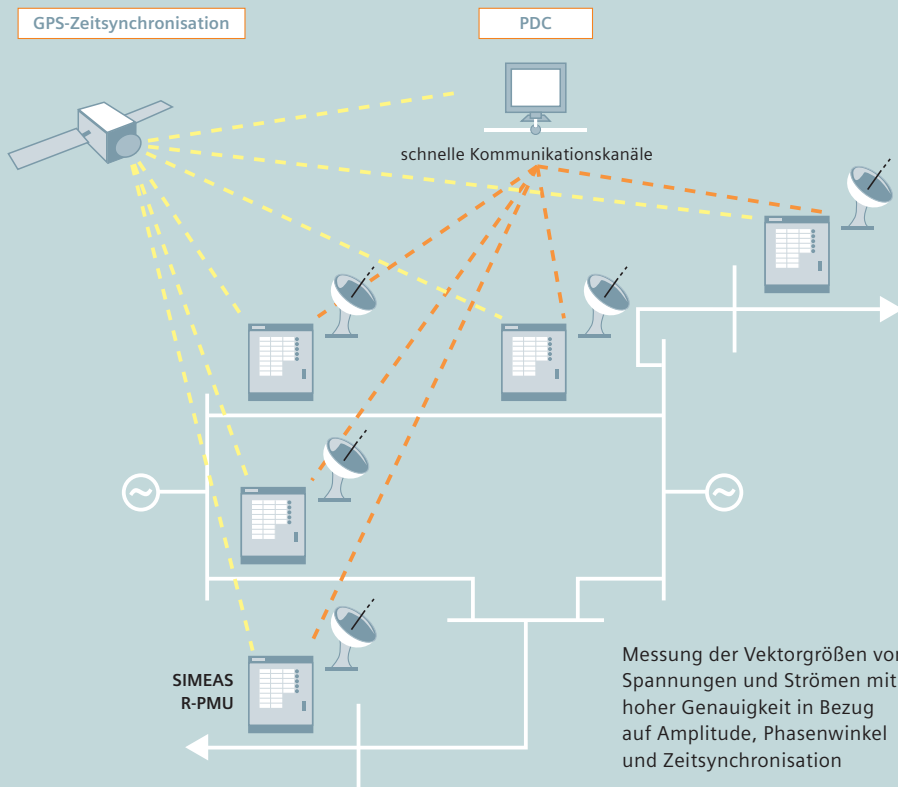 GPS-Zeitsynchronisation
PDC
schnelle Kommunikationskanäle
SIMEAS
R-PMU
Messung der Vektorgrößen von
Spannungen und Strömen mit
hoher Genauigkeit in Bezug
auf Amplitude, Phasenwinkel
und Zeitsynchronisation